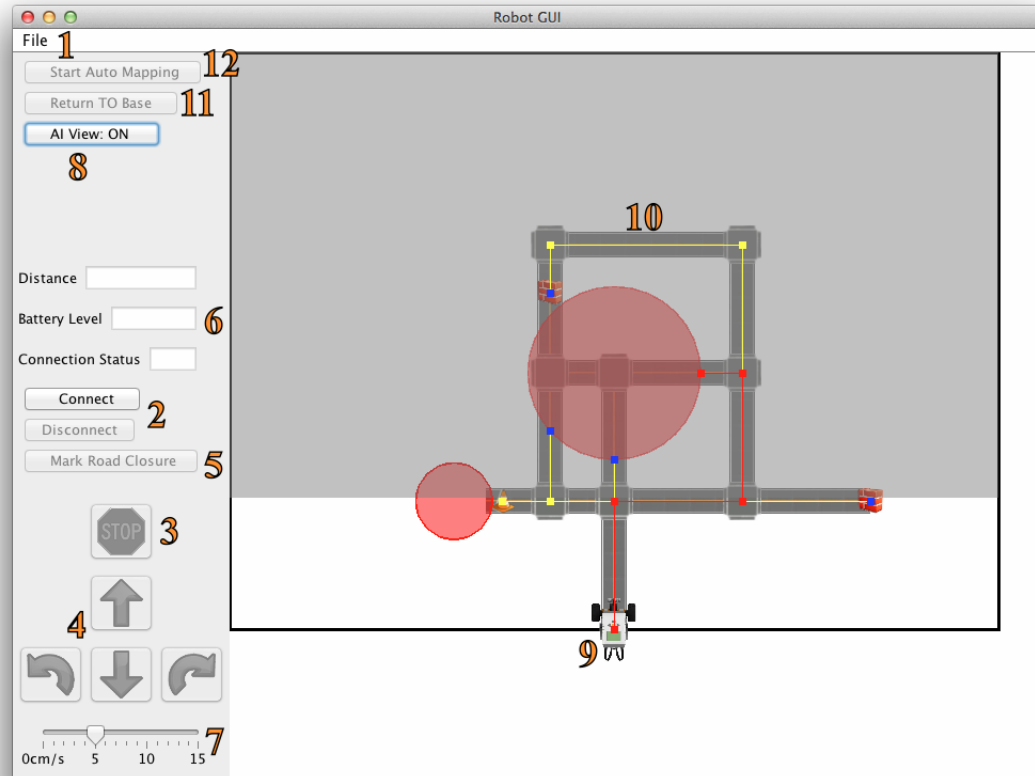 Robot GUI
File 1
Start Auto Mapping 12
Return TO Base 11
AI View: ON
8
10
Distance
Battery Level 6
Connection Status
Connect
2
Disconnect
Mark Road Closure 5
STOP 3
4
9
7
0cm/s 5 10 15